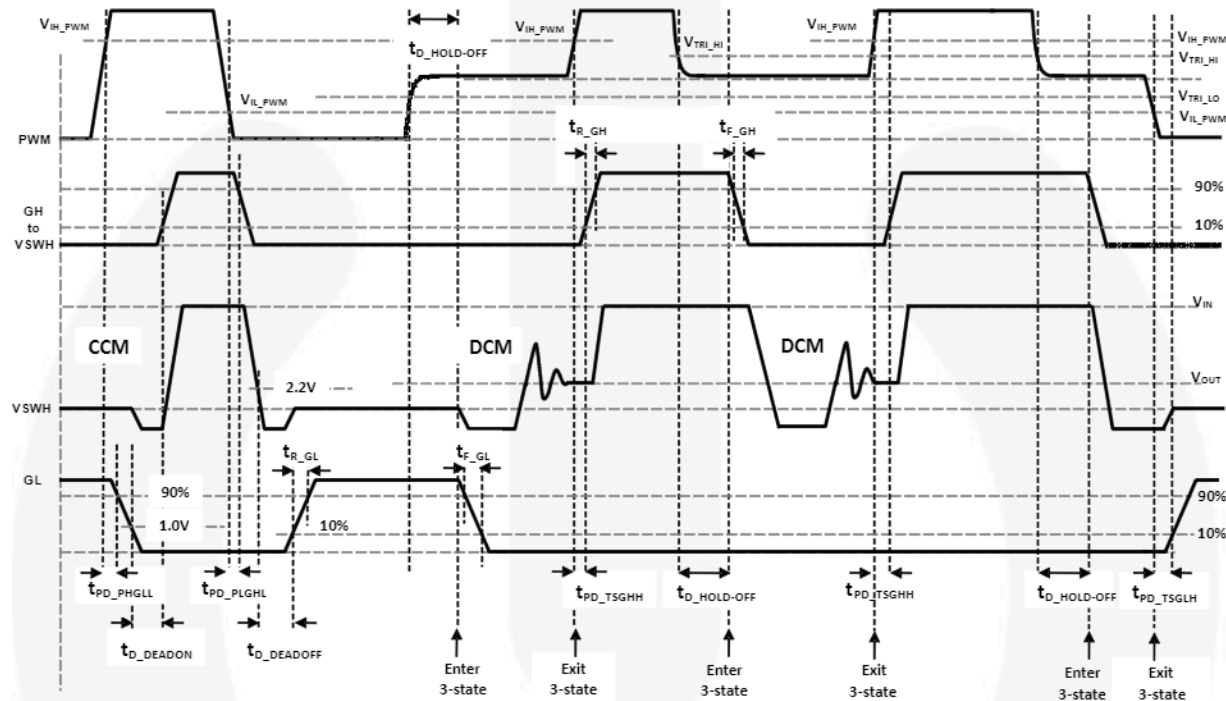 V_IH_PWM
t_D_HOLD-OFF
V_IH_PWM
V_TRI_HI
V_IH_PWM
V_IH_PWM
V_TRI_HI
V_IL_PWM
V_TRI_LO
V_IL_PWM
PWM
t_R_GH
t_F_GH
90%
GH
to
VSWH
10%
V_IN
CCM
DCM
DCM
2.2V
V_OUT
VSWH
t_R_GL
t_F_GL
GL
90%
90%
1.0V
10%
10%
t_PD_PHGLL
t_PD_PLGHL
t_PD_TSGHH
t_D_HOLD-OFF
t_PD_TSGHH
t_D_HOLD-OFF
t_PD_TSGLH
t_D_DEADON
t_D_DEADOFF
Enter
3-state
Exit
3-state
Enter
3-state
Exit
3-state
Enter
3-state
Exit
3-state